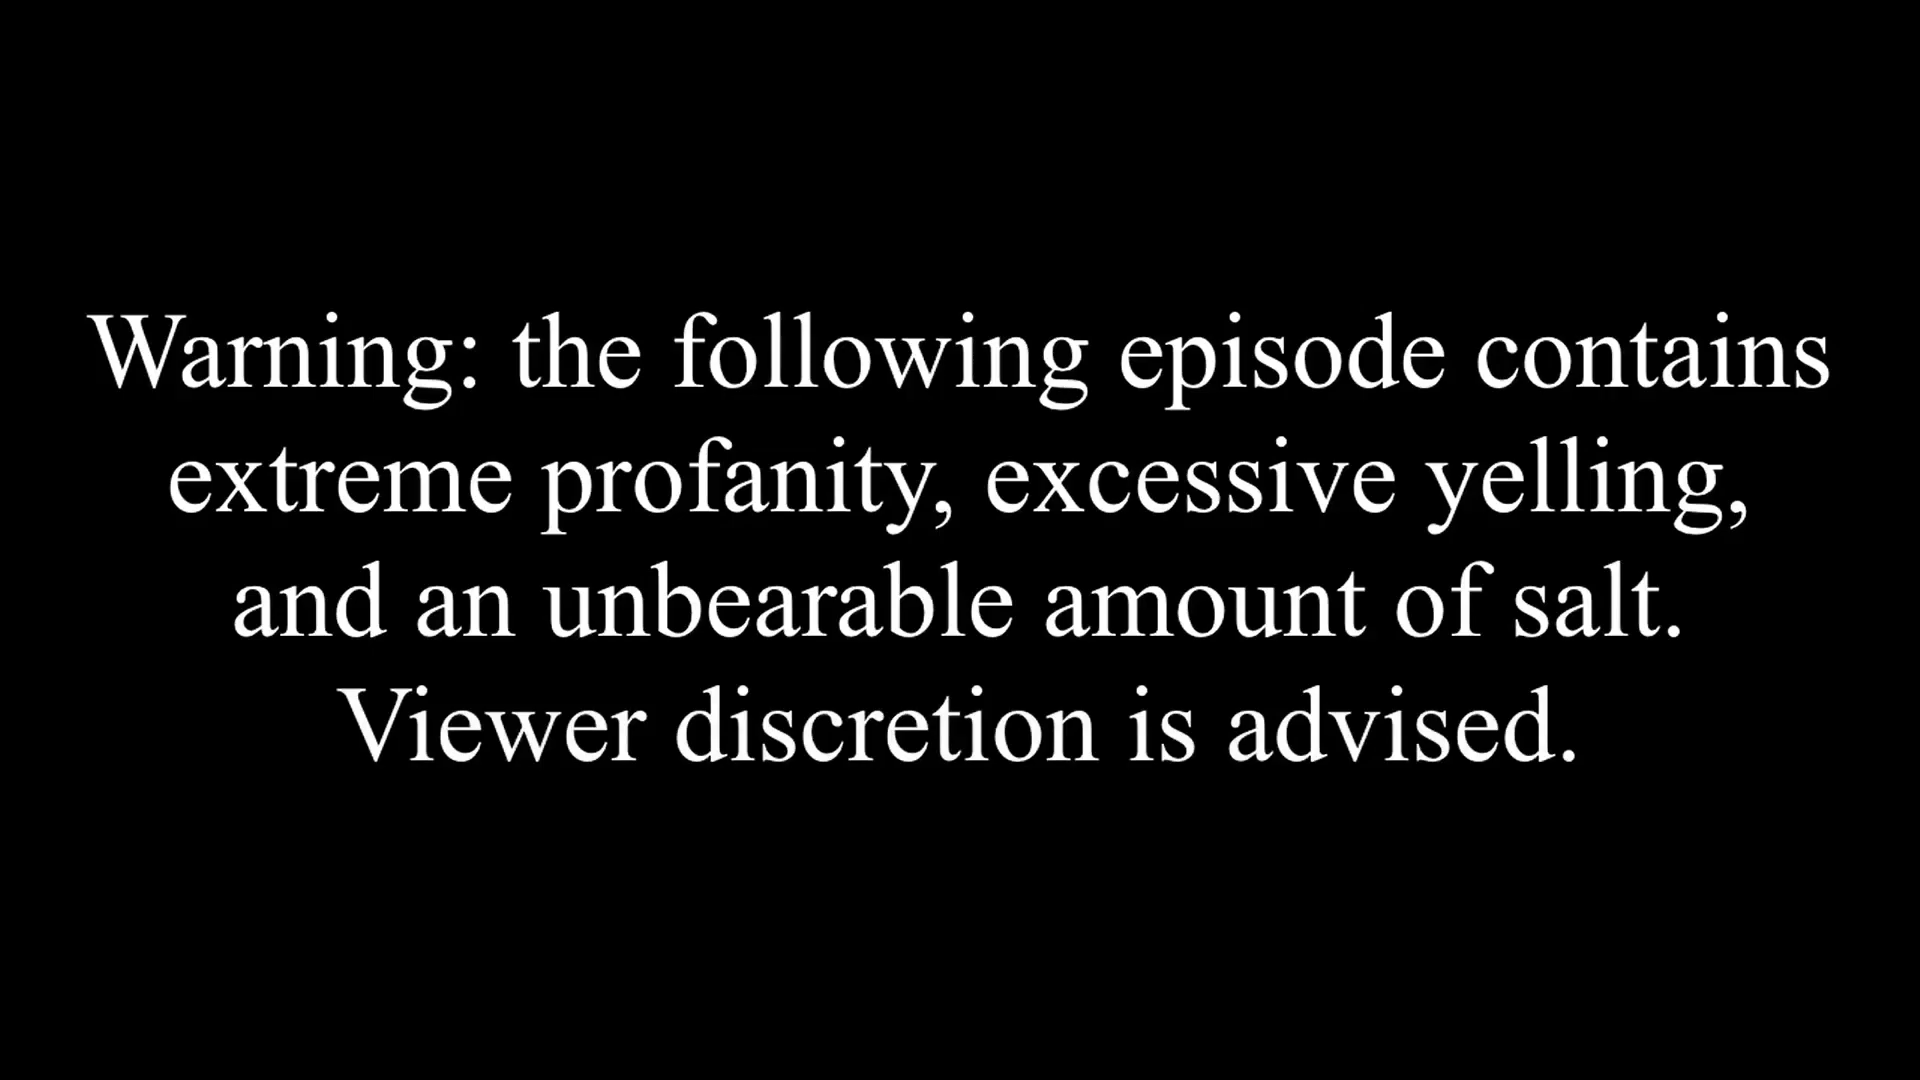 Warning: the following episode contains
extreme profanity, excessive yelling,
and an unbearable amount of salt.
Viewer discretion is advised.